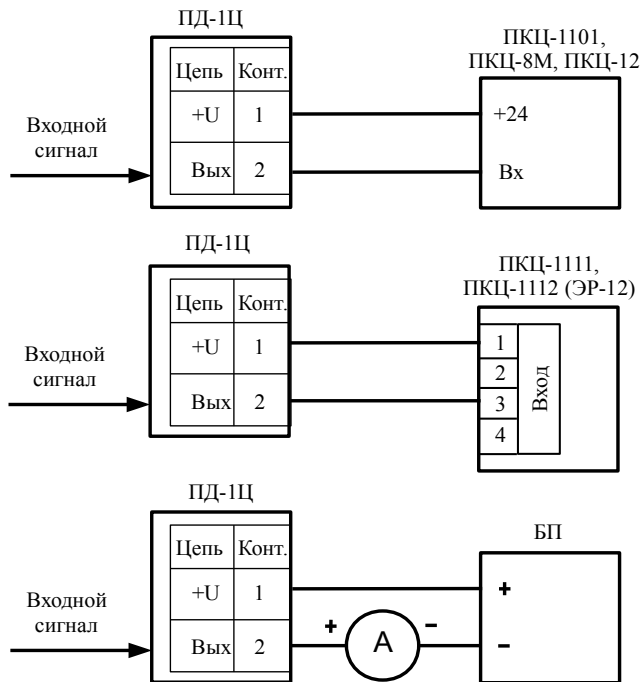 ПД-1Ц
ПКЦ-1101,
ПКЦ-8М, ПКЦ-12
Цепь Конт.
+U 1
Вых 2
Входной
сигнал
+24
Вх
ПД-1Ц
ПКЦ-1111,
ПКЦ-1112 (ЭР-12)
Цепь Конт.
+U 1
Вых 2
Входной
сигнал
1
2
3
4
Вход
ПД-1Ц
БП
Цепь Конт.
+U 1
Вых 2
Входной
сигнал
+ А −
+
−